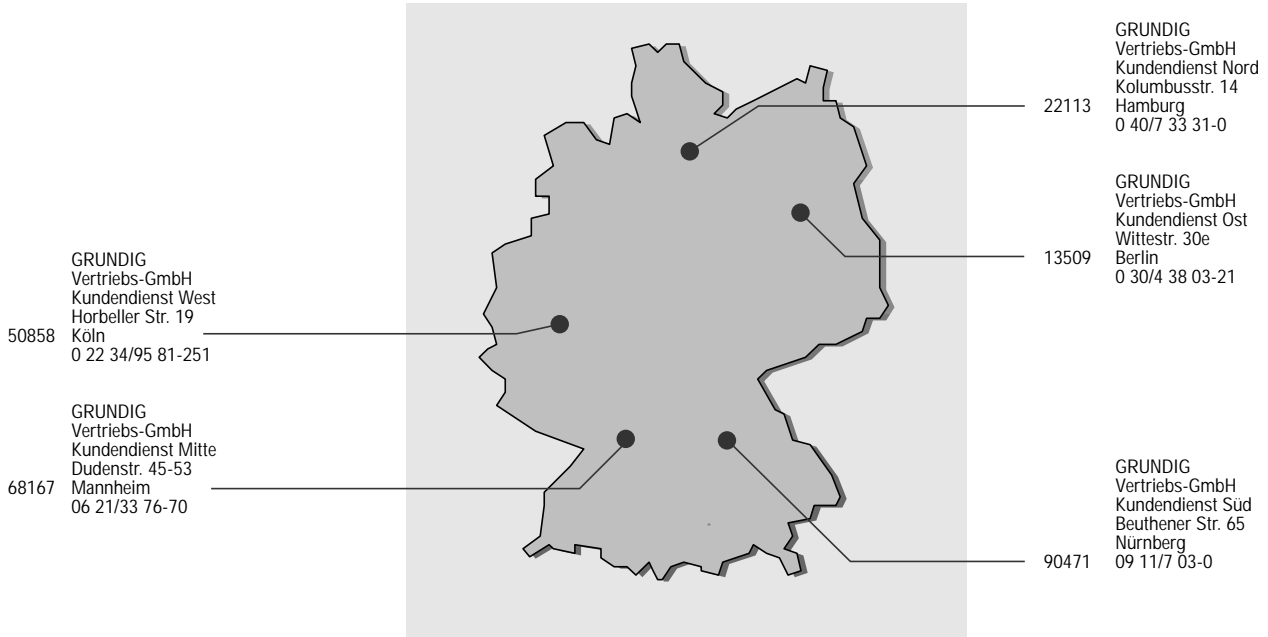 GRUNDIG
Vertriebs-GmbH
Kundendienst West
Horbeller Str. 19
50858 Köln
0 22 34/95 81-251
GRUNDIG
Vertriebs-GmbH
Kundendienst Mitte
Dudenstr. 45-53
68167 Mannheim
06 21/33 76-70
GRUNDIG
Vertriebs-GmbH
Kundendienst Nord
Kolumbusstr. 14
22113 Hamburg
0 40/7 33 31-0
GRUNDIG
Vertriebs-GmbH
Kundendienst Ost
Wittestr. 30e
13509 Berlin
0 30/4 38 03-21
GRUNDIG
Vertriebs-GmbH
Kundendienst Süd
Beuthener Str. 65
90471 Nürnberg
09 11/7 03-0